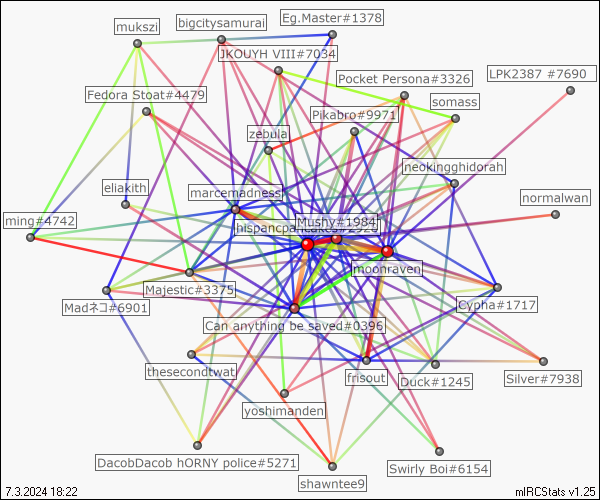 mukszi
bigcitysamurai
Eg.Master#1378
JKOUYH VIII#7034
Pocket Persona#3326
LPK2387 #7690
Fedora Stoat#4479
somass
Pikabro#9971
zebula
neokingghidorah
eliakith
marcemadness
normalwan
ming#4742
Mushy#1984
moonraven
Majestic#3375
Madネコ#6901
Cypha#1717
Can anything be saved#0396
thesecondtwat
frisout
Duck#1245
Silver#7938
yoshimanden
DacobDacob hORNY police#5271
Swirly Boi#6154
shawntee9
7.3.2024 18:22
mIRCStats v1.25